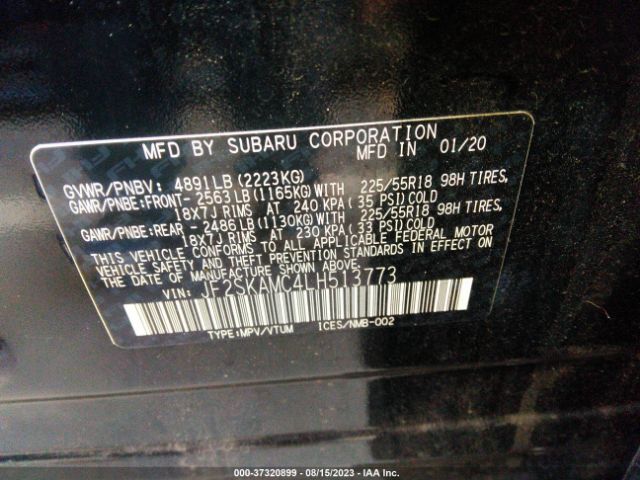 MFD BY SUBARU CORPORATION
MFD IN 01/20
GVWR/PNBV: 4891LB(2223KG)
GAWR/PNBE:FRONT- 2563LB(1165KG)WITH 225/55R18 98H TIRES,
18X7J RIMS AT 240 KPA(35 PSI)COLD
GAWR/PNBE:REAR - 2486LB(1130KG)WITH 225/55R18 98H TIRES,
18X7J RIMS AT 230 KPA(33 PSI)COLD
THIS VEHICLE CONFORMS TO ALL APPLICABLE FEDERAL MOTOR
VEHICLE SAFETY AND THEFT PREVENTION STANDARDS IN EFFECT ON
THE DATE OF MANUFACTURE SHOWN ABOVE.
VIN: JF2SKAMC4LH513773
TYPE:MPV/VTUM ICES/NMB-002
000-37320899 - 08/15/2023 - IAA Inc.